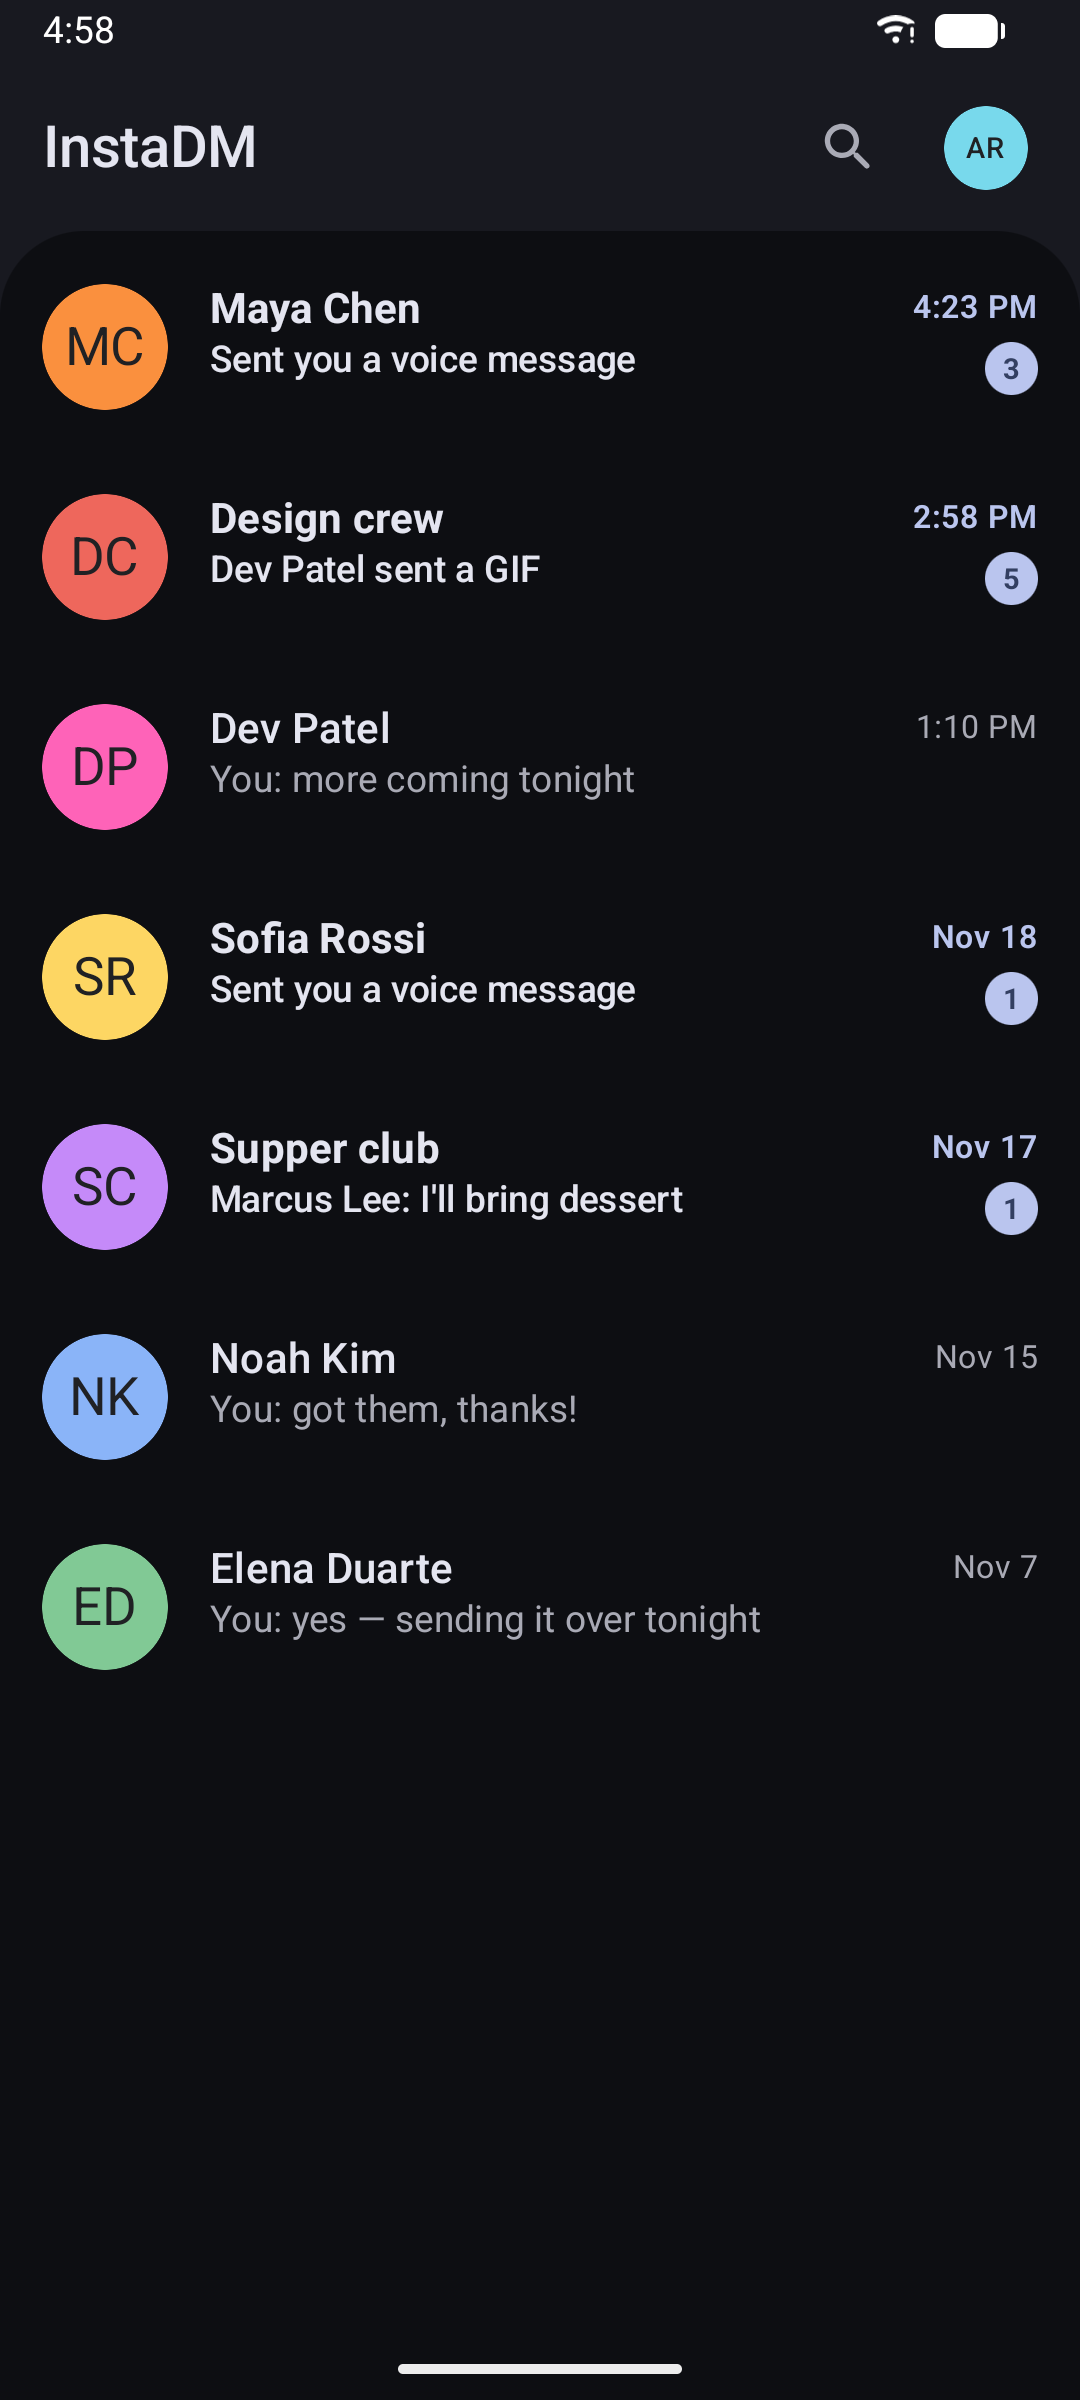 4:58
InstaDM
AR
MC
Maya Chen
4:23 PM
Sent you a voice message
3
DC
Design crew
2:58 PM
Dev Patel sent a GIF
5
DP
Dev Patel
1:10 PM
You: more coming tonight
SR
Sofia Rossi
Nov 18
Sent you a voice message
1
SC
Supper club
Nov 17
Marcus Lee: I'll bring dessert
1
NK
Noah Kim
Nov 15
You: got them, thanks!
ED
Elena Duarte
Nov 7
You: yes — sending it over tonight